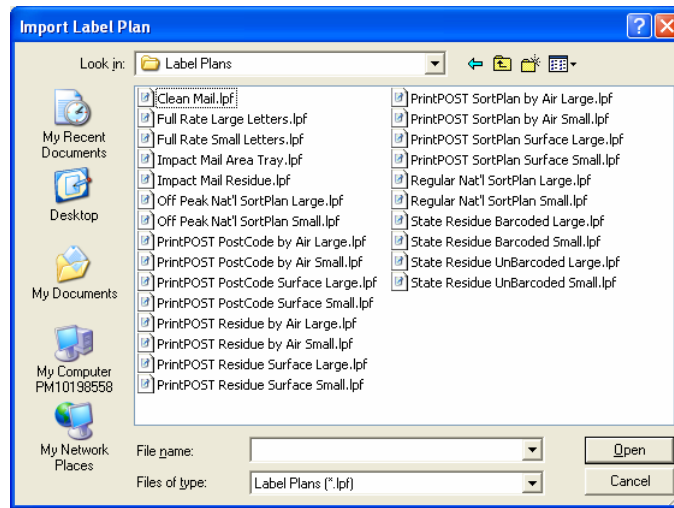 Import Label Plan
Look in: Label Plans
My Recent
Documents
Desktop
My Documents
My Computer
PM10198558
My Network
Places
Clean Mail.lpf
Full Rate Large Letters.lpf
Full Rate Small Letters.lpf
Impact Mail Area Tray.lpf
Impact Mail Residue.lpf
Off Peak Nat'l SortPlan Large.lpf
Off Peak Nat'l SortPlan Small.lpf
PrintPOST PostCode by Air Large.lpf
PrintPOST PostCode by Air Small.lpf
PrintPOST PostCode Surface Large.lpf
PrintPOST PostCode Surface Small.lpf
PrintPOST Residue by Air Large.lpf
PrintPOST Residue by Air Small.lpf
PrintPOST Residue Surface Large.lpf
PrintPOST Residue Surface Small.lpf
PrintPOST SortPlan by Air Large.lpf
PrintPOST SortPlan by Air Small.lpf
PrintPOST SortPlan Surface Large.lpf
PrintPOST SortPlan Surface Small.lpf
Regular Nat'l SortPlan Large.lpf
Regular Nat'l SortPlan Small.lpf
State Residue Barcoded Large.lpf
State Residue Barcoded Small.lpf
State Residue UnBarcoded Large.lpf
State Residue UnBarcoded Small.lpf
File name: Open
Files of type: Label Plans (*.lpf) Cancel